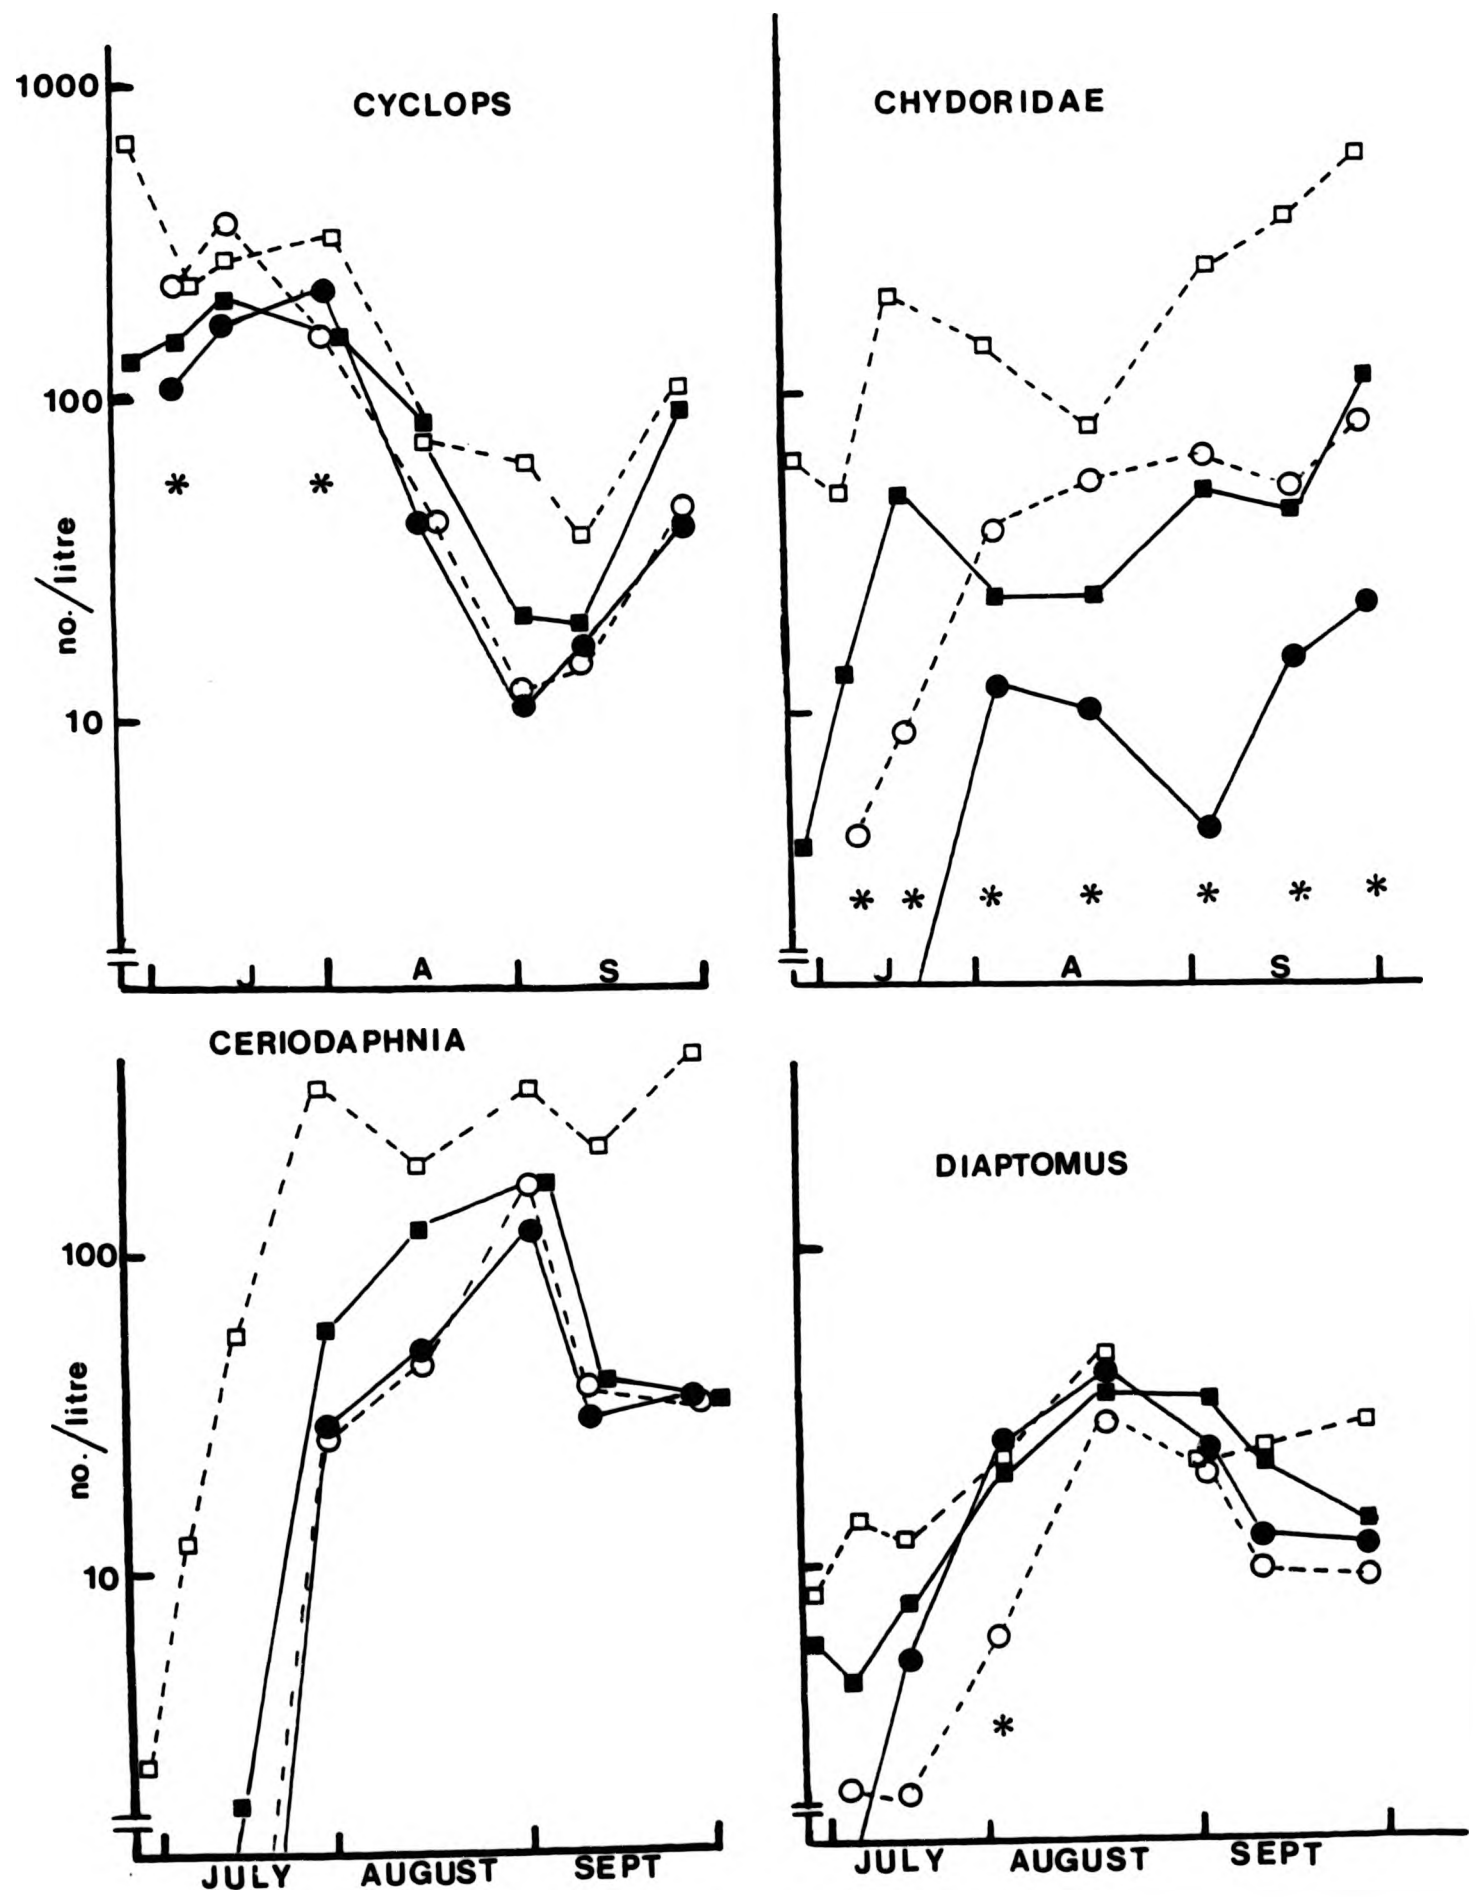 CYCLOPS
1000
100
10
no./litre
* *
J A S
CHYDORIDAE
* * * * * * *
J A S
CERIODAPHNIA
100
10
no./litre
JULY AUGUST SEPT
DIAPTOMUS
*
JULY AUGUST SEPT